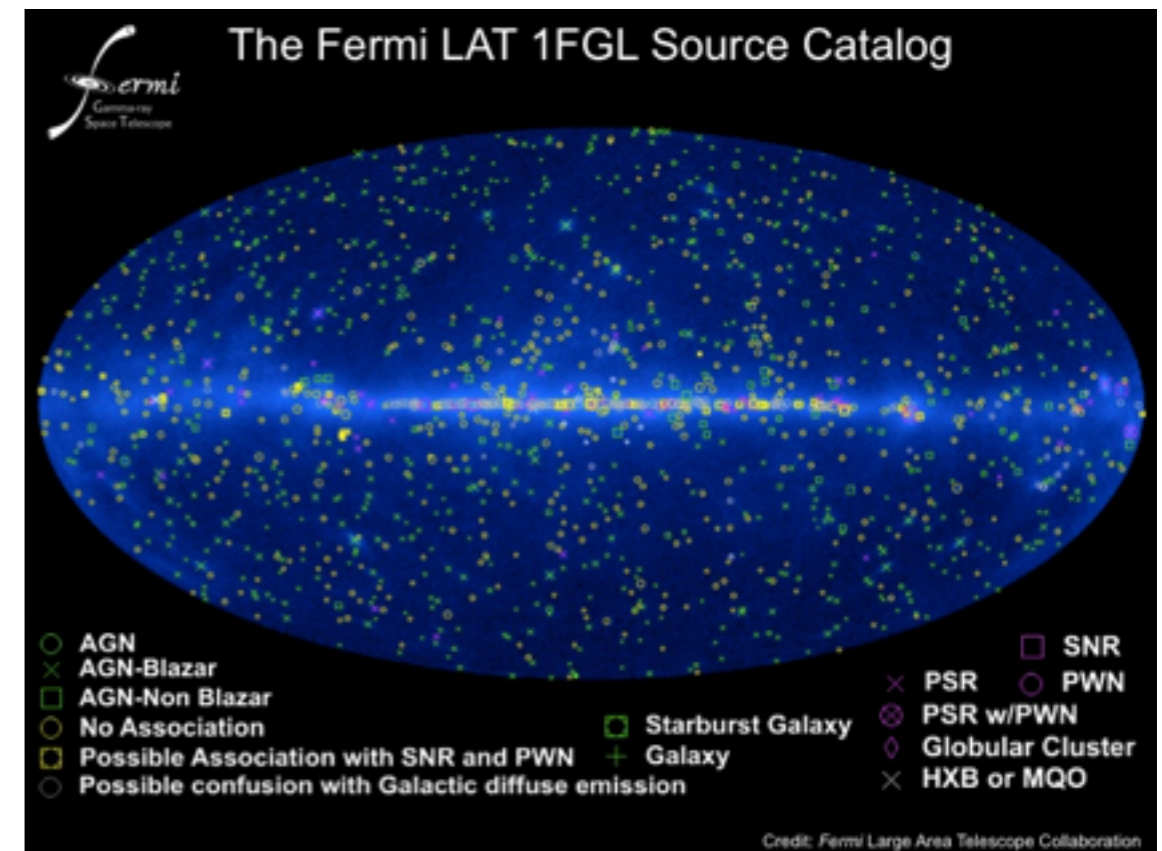 The Fermi LAT 1FGL Source Catalog
Fermi
Gamma-ray
Space Telescope
AGN
AGN-Blazar
AGN-Non Blazar
No Association
Possible Association with SNR and PWN
Possible confusion with Galactic diffuse emission
Starburst Galaxy
Galaxy
SNR
PSR
PWN
PSR w/PWN
Globular Cluster
HXB or MQO
Credit: Fermi Large Area Telescope Collaboration